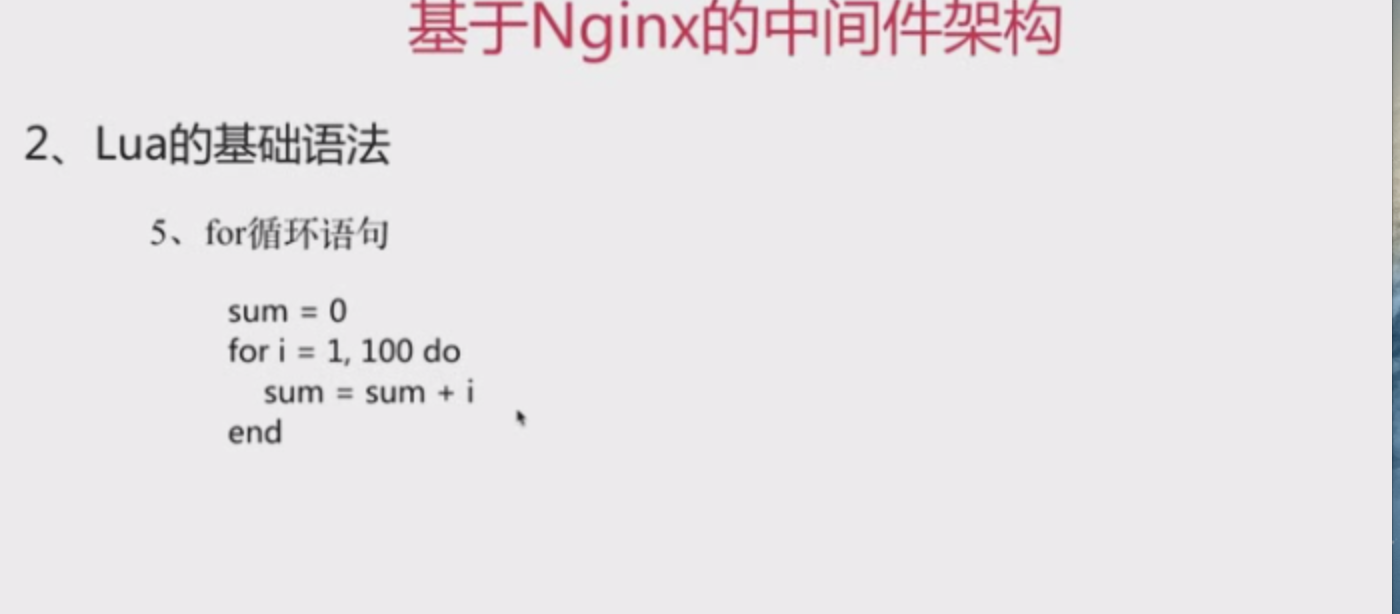 基于Nginx的中间件架构
2、Lua的基础语法
5、for循环语句
sum = 0
for i = 1, 100 do
sum = sum + i
end